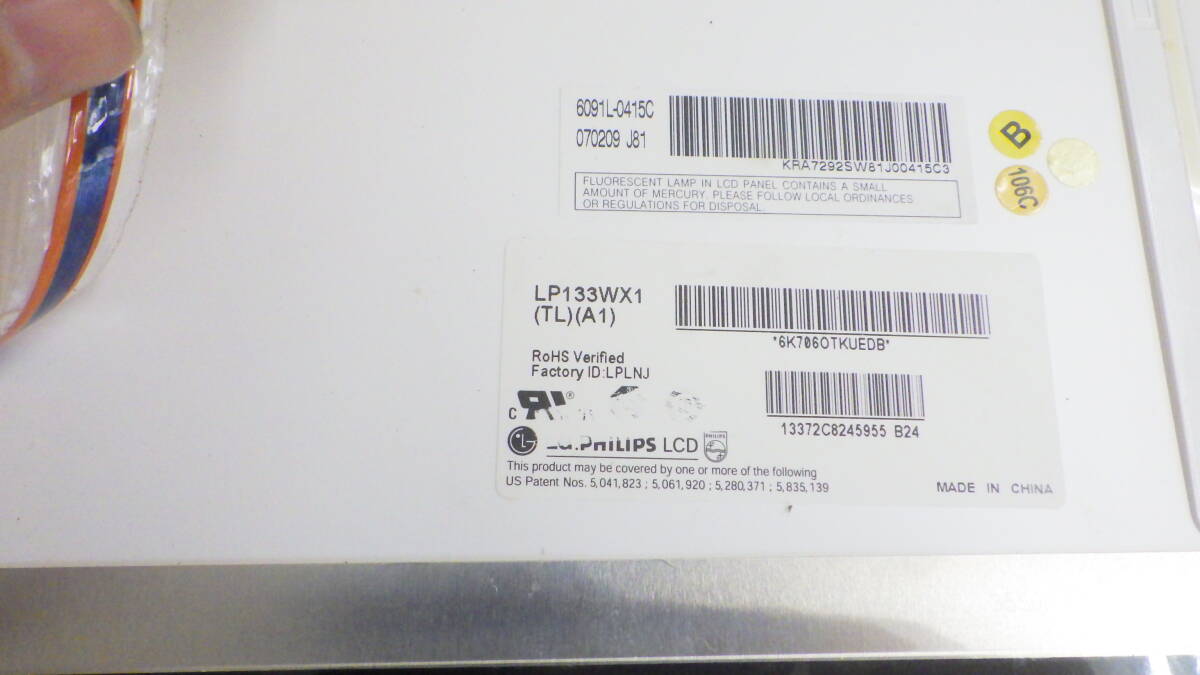 6091L-0415C
070209 J81
KRA7292SW81J00415C3
FLUORESCENT LAMP IN LCD PANEL CONTAINS A SMALL
AMOUNT OF MERCURY. PLEASE FOLLOW LOCAL ORDINANCES
OR REGULATIONS FOR DISPOSAL.
B
106C
LP133WX1
(TL)(A1)
*6K706OTKUEDB*
RoHS Verified
Factory ID:LPLNJ
C ®
13372C8245955 B24
LG.PHILIPS LCD
PHILIPS
This product may be covered by one or more of the following
US Patent Nos. 5,041,823 ; 5,061,920 ; 5,280,371 ; 5,835,139
MADE IN CHINA